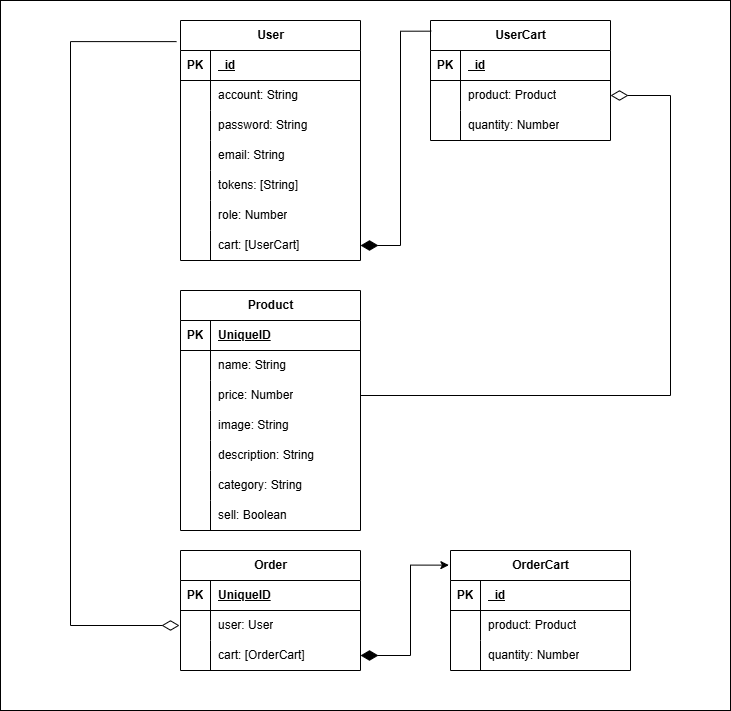 User
PK _id
account: String
password: String
email: String
tokens: [String]
role: Number
cart: [UserCart]
UserCart
PK _id
product: Product
quantity: Number
Product
PK UniqueID
name: String
price: Number
image: String
description: String
category: String
sell: Boolean
Order
PK UniqueID
user: User
cart: [OrderCart]
OrderCart
PK _id
product: Product
quantity: Number